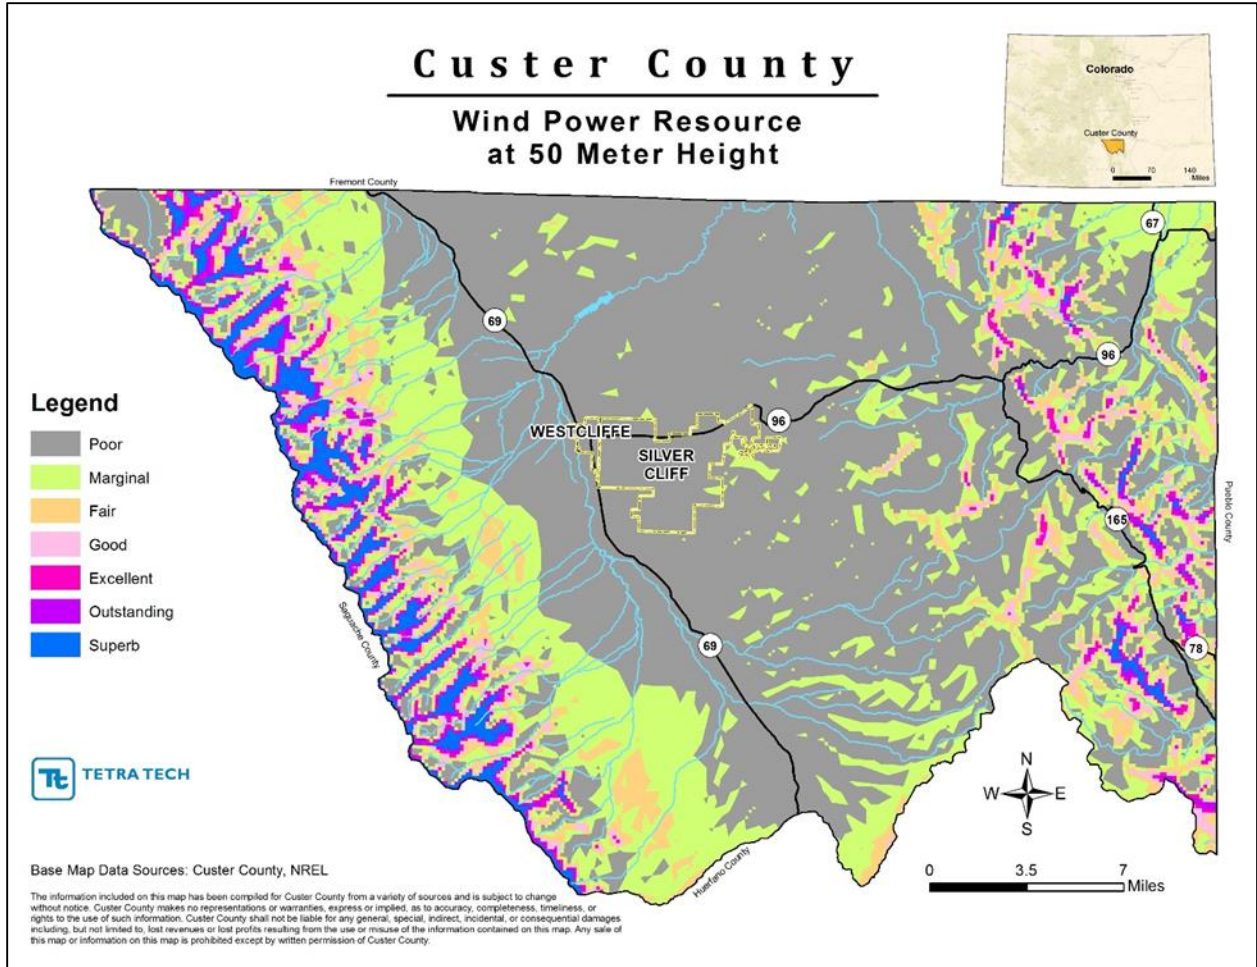 Custer County
Wind Power Resource
at 50 Meter Height
Colorado
Custer County
0 70 140
Miles
Fremont County
67
69
96
96
WESTCLIFFE
SILVER
CLIFF
165
Pueblo County
78
69
Saguache County
Huerfano County
Legend
Poor
Marginal
Fair
Good
Excellent
Outstanding
Superb
Tt TETRA TECH
N
W E
S
0 3.5 7
Miles
Base Map Data Sources: Custer County, NREL
The information included on this map has been compiled for Custer County from a variety of sources and is subject to change
without notice. Custer County makes no representations or warranties, express or implied, as to accuracy, completeness, timeliness, or
rights to the use of such information. Custer County shall not be liable for any general, special, indirect, incidental, or consequential damages
including, but not limited to, lost revenues or lost profits resulting from the use or misuse of the information contained on this map. Any sale of
this map or information on this map is prohibited except by written permission of Custer County.